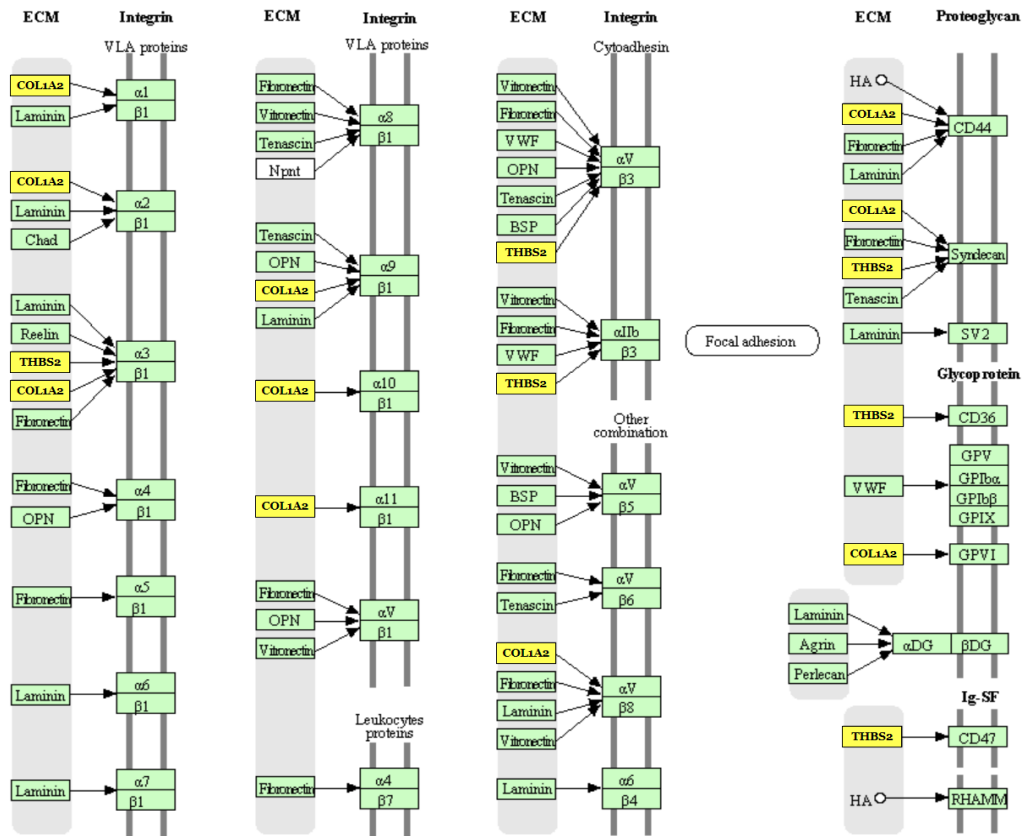 ECM
Integrin
VLA proteins
COL1A2
Laminin
α1
β1
COL1A2
Laminin
Chad
α2
β1
Laminin
Reelin
THBS2
COL1A2
Fibronectin
α3
β1
Fibronectin
OPN
α4
β1
Fibronectin
α5
β1
Laminin
α6
β1
Laminin
α7
β1
ECM
Integrin
VLA proteins
Fibronectin
Vitronectin
Tenascin
Npnt
α8
β1
Tenascin
OPN
COL1A2
Laminin
α9
β1
COL1A2
α10
β1
COL1A2
α11
β1
Fibronectin
OPN
Vitronectin
αV
β1
Leukocytes
proteins
Fibronectin
α4
β7
ECM
Integrin
Cytoadhesin
Vitronectin
Fibronectin
VWF
OPN
Tenascin
BSP
THBS2
αV
β3
Vitronectin
Fibronectin
VWF
THBS2
αIIb
β3
Other
combination
Vitronectin
BSP
OPN
αV
β5
Fibronectin
Tenascin
αV
β6
COL1A2
Fibronectin
Laminin
Vitronectin
αV
β8
Laminin
α6
β4
Focal adhesion
ECM
Proteoglycan
HA
COL1A2
Fibronectin
Laminin
CD44
COL1A2
Fibronectin
THBS2
Tenascin
Syndecan
Laminin
SV2
Glycoprotein
THBS2
CD36
VWF
GPV
GPIbα
GPIbβ
GPIX
COL1A2
GPVI
Laminin
Agrin
Perlecan
αDG
βDG
Ig-SF
THBS2
CD47
HA
RHAMM